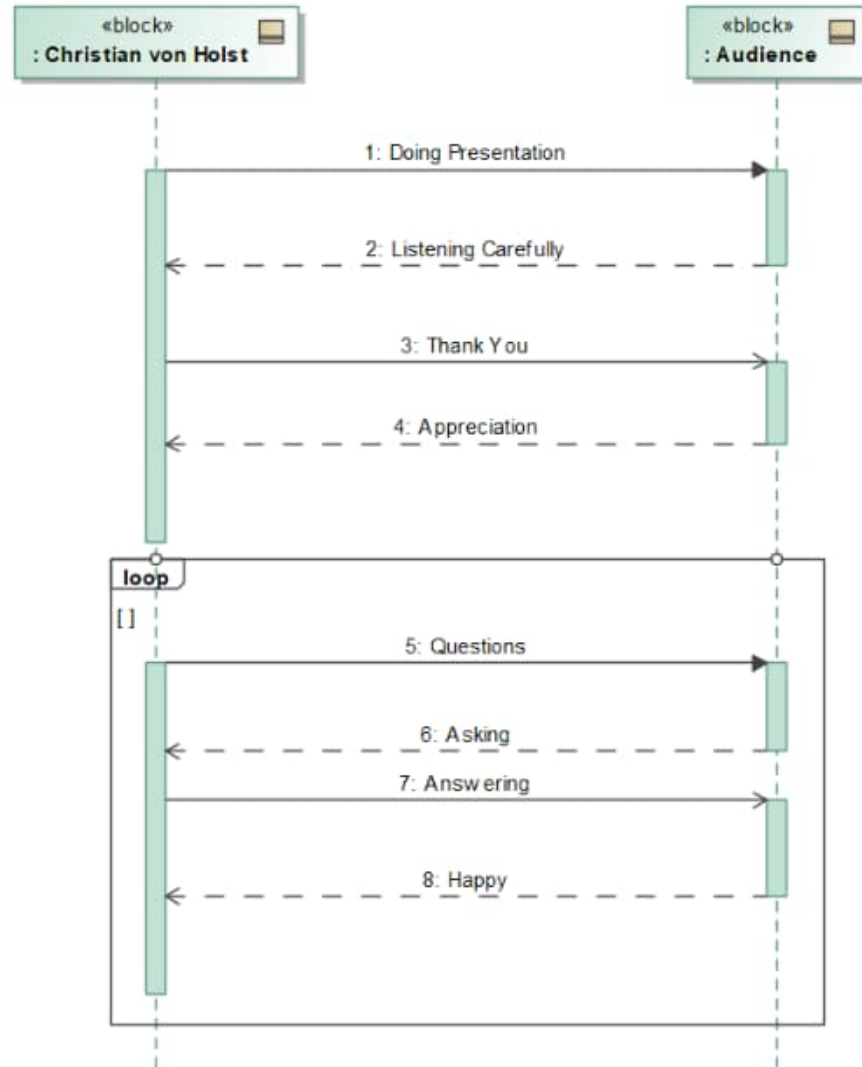 «block»
: Christian von Holst
«block»
: Audience
1: Doing Presentation
2: Listening Carefully
3: Thank You
4: Appreciation
loop
[ ]
5: Questions
6: Asking
7: Answering
8: Happy